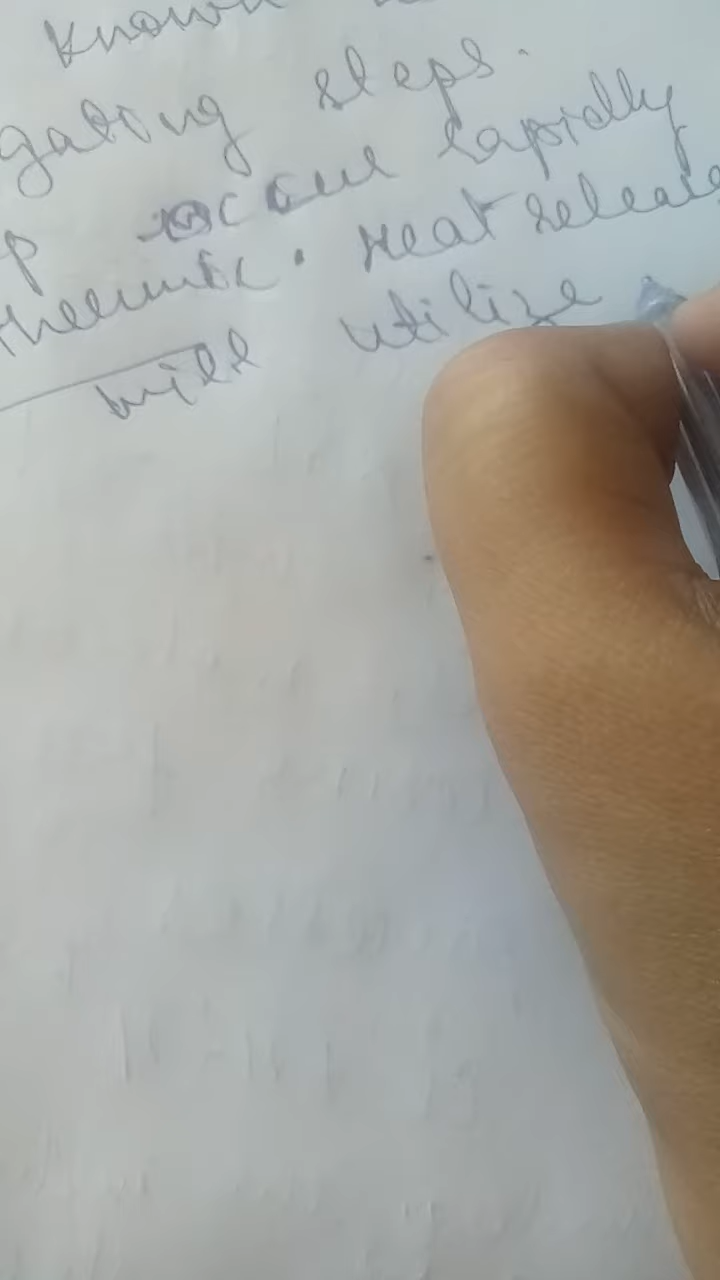 known
gating steps.
p occur rapidly
thermic. Heat release
will utilize